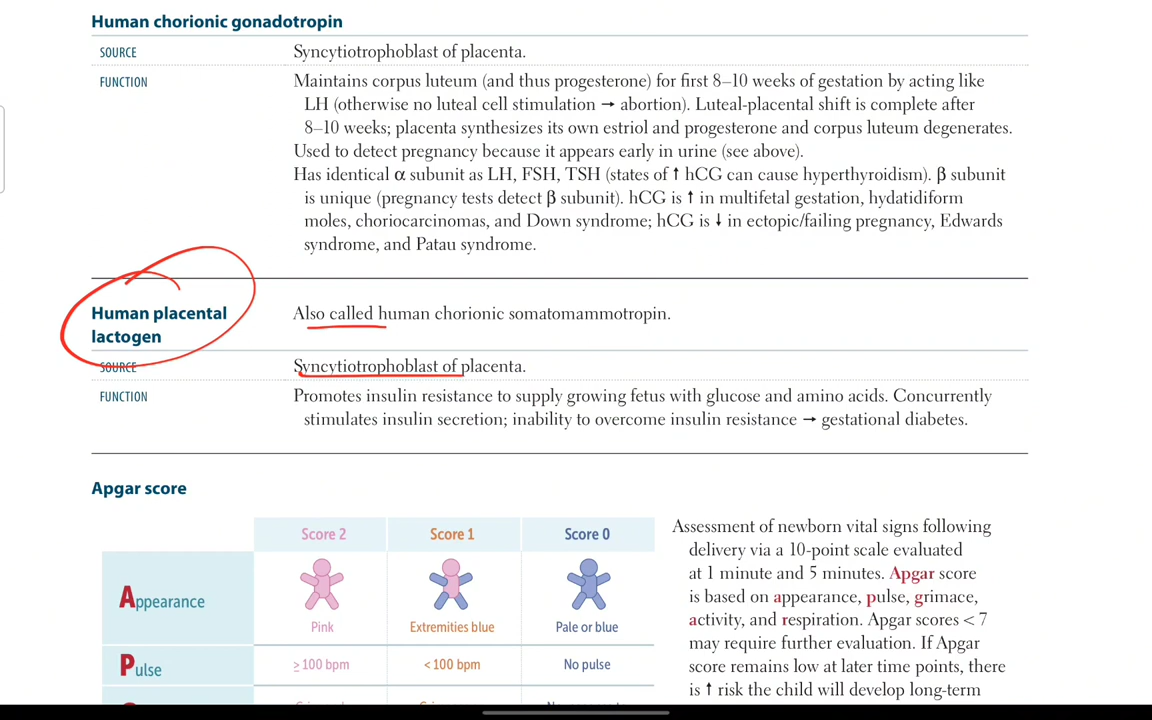 Human chorionic gonadotropin
SOURCE Syncytiotrophoblast of placenta.
FUNCTION Maintains corpus luteum (and thus progesterone) for first 8–10 weeks of gestation by acting like
LH (otherwise no luteal cell stimulation → abortion). Luteal-placental shift is complete after
8–10 weeks; placenta synthesizes its own estriol and progesterone and corpus luteum degenerates.
Used to detect pregnancy because it appears early in urine (see above).
Has identical α subunit as LH, FSH, TSH (states of ↑ hCG can cause hyperthyroidism). β subunit
is unique (pregnancy tests detect β subunit). hCG is ↑ in multifetal gestation, hydatidiform
moles, choriocarcinomas, and Down syndrome; hCG is ↓ in ectopic/failing pregnancy, Edwards
syndrome, and Patau syndrome.
Human placental
lactogen
Also called human chorionic somatomammotropin.
SOURCE Syncytiotrophoblast of placenta.
FUNCTION Promotes insulin resistance to supply growing fetus with glucose and amino acids. Concurrently
stimulates insulin secretion; inability to overcome insulin resistance → gestational diabetes.
Apgar score
Score 2 Score 1 Score 0
Appearance
Pink Extremities blue Pale or blue
Pulse ≥ 100 bpm < 100 bpm No pulse
Assessment of newborn vital signs following
delivery via a 10-point scale evaluated
at 1 minute and 5 minutes. Apgar score
is based on appearance, pulse, grimace,
activity, and respiration. Apgar scores < 7
may require further evaluation. If Apgar
score remains low at later time points, there
is ↑ risk the child will develop long-term